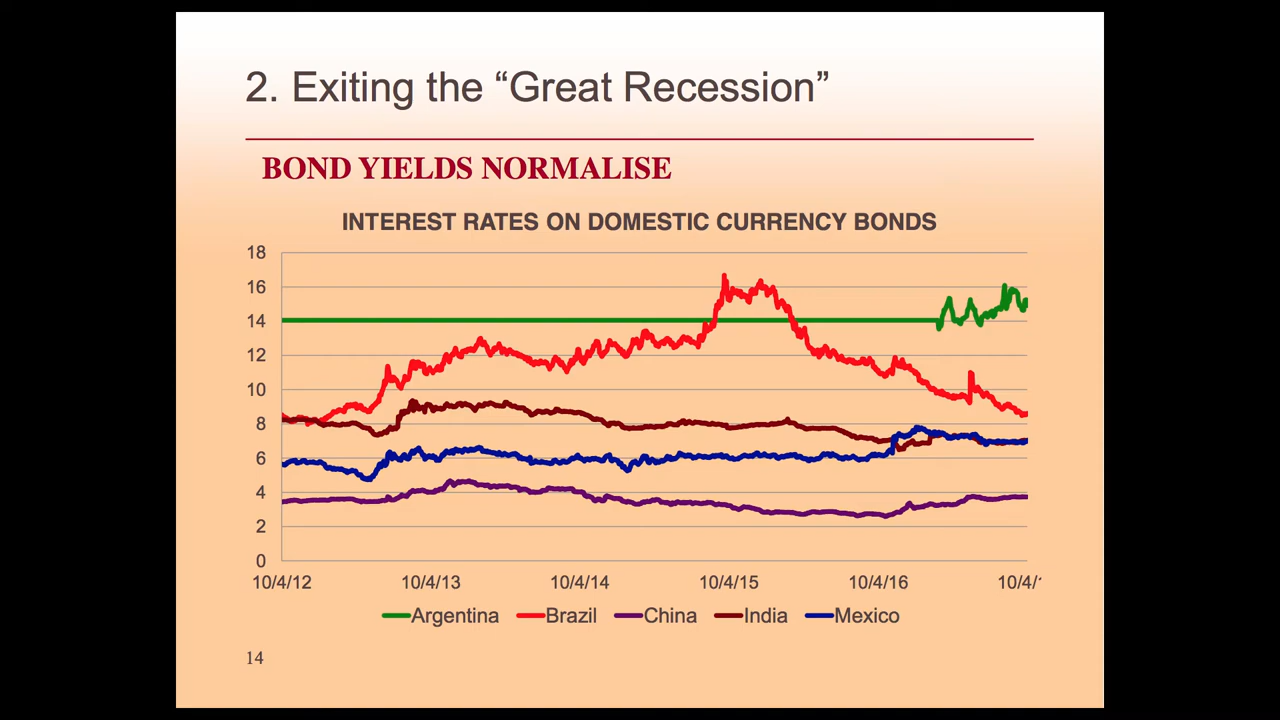 2. Exiting the “Great Recession”
BOND YIELDS NORMALISE
INTEREST RATES ON DOMESTIC CURRENCY BONDS
18
16
14
12
10
8
6
4
2
0
10/4/12 10/4/13 10/4/14 10/4/15 10/4/16 10/4/
Argentina Brazil China India Mexico
14